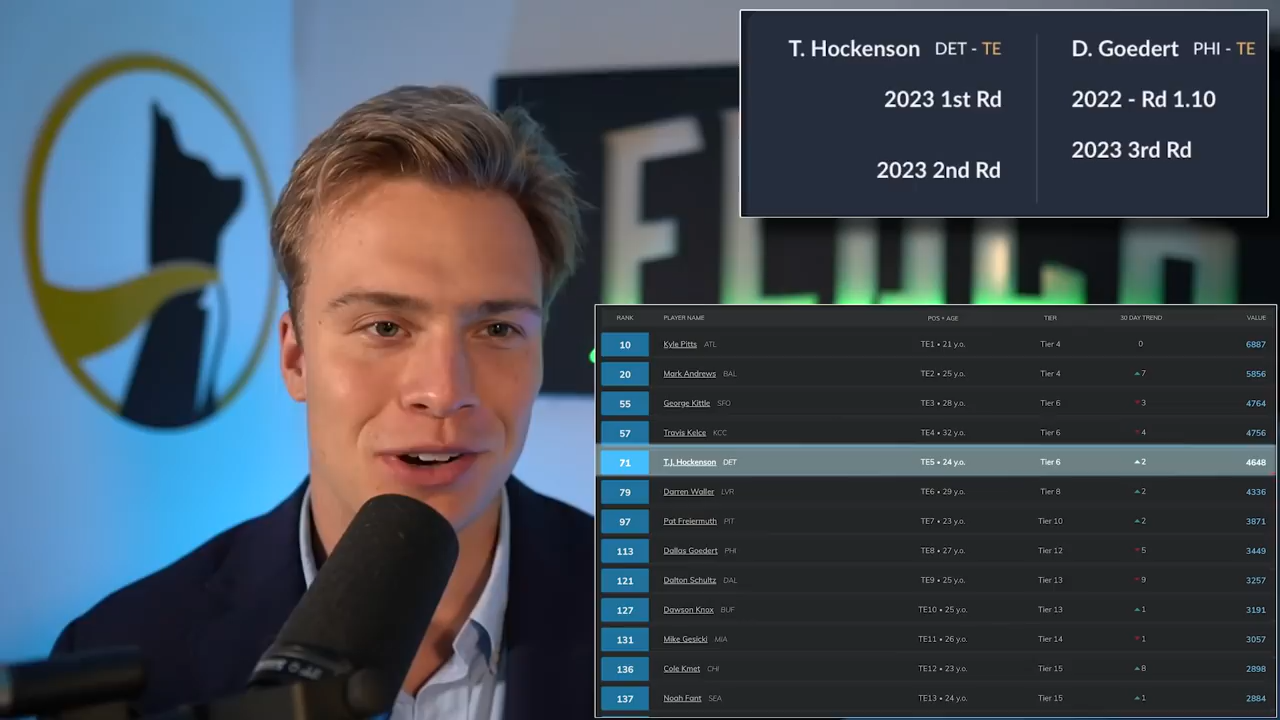 T. Hockenson DET - TE D. Goedert PHI - TE
2023 1st Rd 2022 - Rd 1.10
2023 3rd Rd
2023 2nd Rd
RANK PLAYER NAME POS + AGE TIER 30 DAY TREND VALUE
10 Kyle Pitts ATL TE1 • 21 y.o. Tier 4 0 6887
20 Mark Andrews BAL TE2 • 25 y.o. Tier 4 7 5856
55 George Kittle SFO TE3 • 28 y.o. Tier 6 3 4764
57 Travis Kelce KCC TE4 • 32 y.o. Tier 6 4 4756
71 T.J. Hockenson DET TE5 • 24 y.o. Tier 6 2 4648
79 Darren Waller LVR TE6 • 29 y.o. Tier 8 2 4336
97 Pat Freiermuth PIT TE7 • 23 y.o. Tier 10 2 3871
113 Dallas Goedert PHI TE8 • 27 y.o. Tier 12 5 3449
121 Dalton Schultz DAL TE9 • 25 y.o. Tier 13 9 3257
127 Dawson Knox BUF TE10 • 25 y.o. Tier 13 1 3191
131 Mike Gesicki MIA TE11 • 26 y.o. Tier 14 1 3057
136 Cole Kmet CHI TE12 • 23 y.o. Tier 15 8 2898
137 Noah Fant SEA TE13 • 24 y.o. Tier 15 1 2884